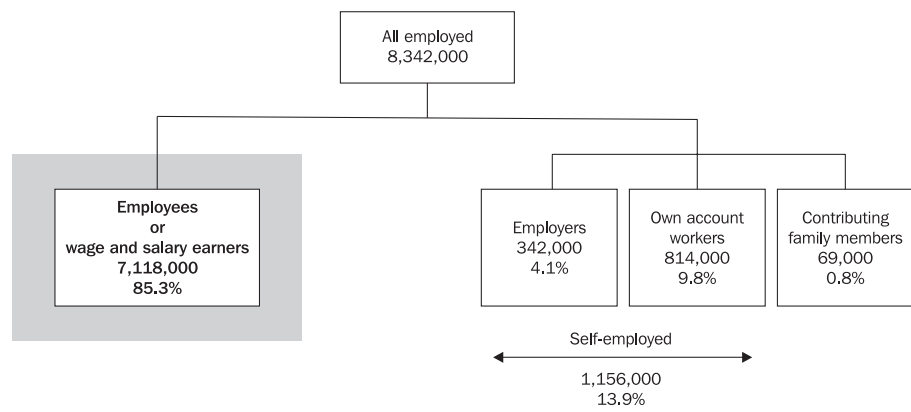 All employed
8,342,000
Employees
or
wage and salary earners
7,118,000
85.3%
Employers
342,000
4.1%
Own account
workers
814,000
9.8%
Contributing
family members
69,000
0.8%
Self-employed
1,156,000
13.9%